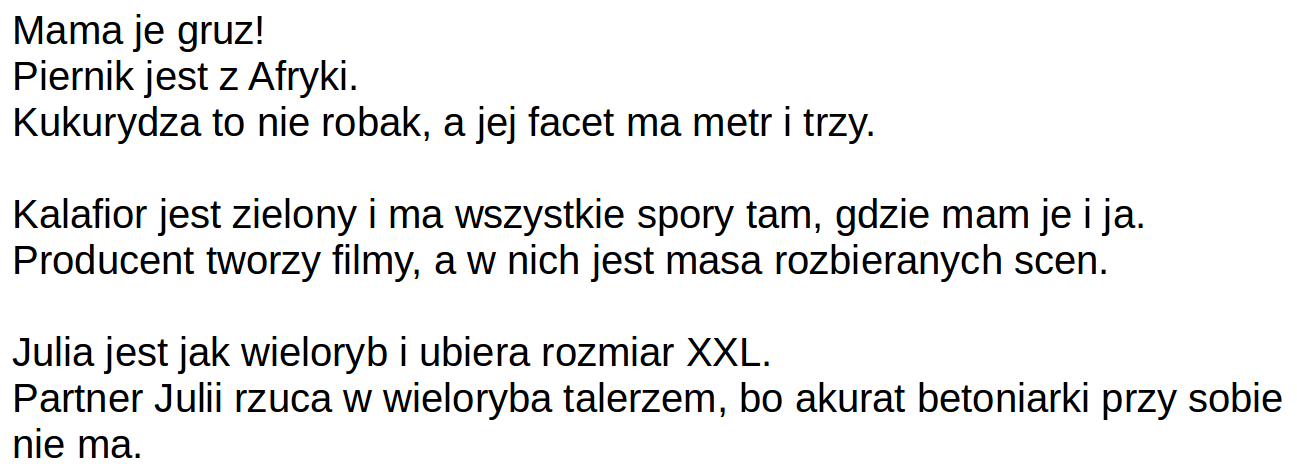 Mama je gruz!
Piernik jest z Afryki.
Kukurydza to nie robak, a jej facet ma metr i trzy.
Kalafior jest zielony i ma wszystkie spory tam, gdzie mam je i ja.
Producent tworzy filmy, a w nich jest masa rozbieranych scen.
Julia jest jak wieloryb i ubiera rozmiar XXL.
Partner Julii rzuca w wieloryba talerzem, bo akurat betoniarki przy sobie
nie ma.